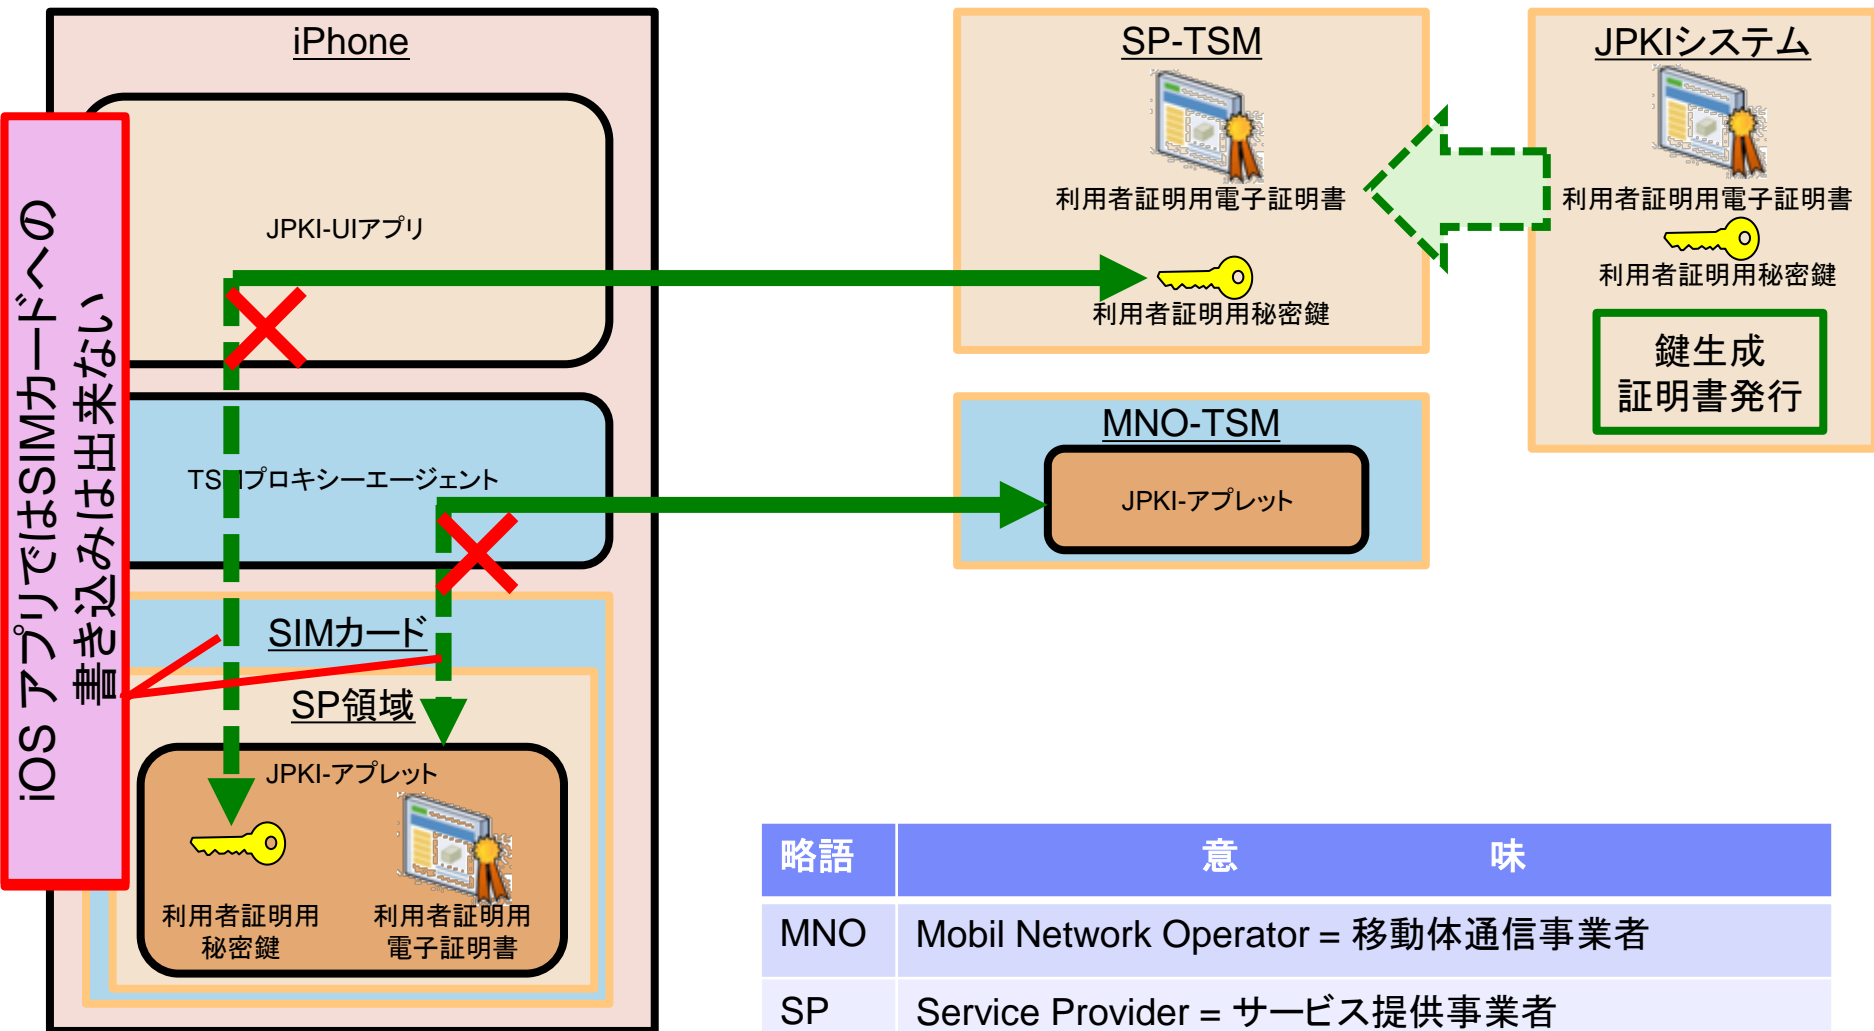 iPhone
iOS アプリではSIMカードへの
書き込みは出来ない
JPKI-UIアプリ
TSMプロキシーエージェント
SIMカード
SP領域
JPKI-アプレット
利用者証明用
秘密鍵
利用者証明用
電子証明書
SP-TSM
利用者証明用電子証明書
利用者証明用秘密鍵
MNO-TSM
JPKI-アプレット
JPKIシステム
利用者証明用電子証明書
利用者証明用秘密鍵
鍵生成
証明書発行
略語 意 味
MNO Mobil Network Operator = 移動体通信事業者
SP Service Provider = サービス提供事業者